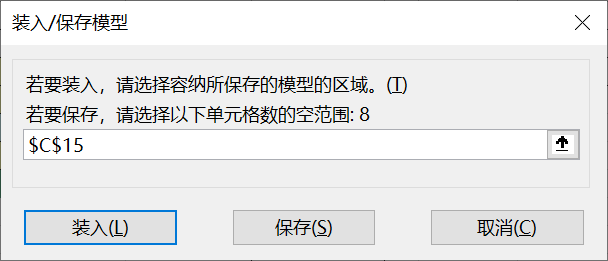 装入/保存模型
若要装入，请选择容纳所保存的模型的区域。(T)
若要保存，请选择以下单元格数的空范围: 8
$C$15
装入(L)
保存(S)
取消(C)